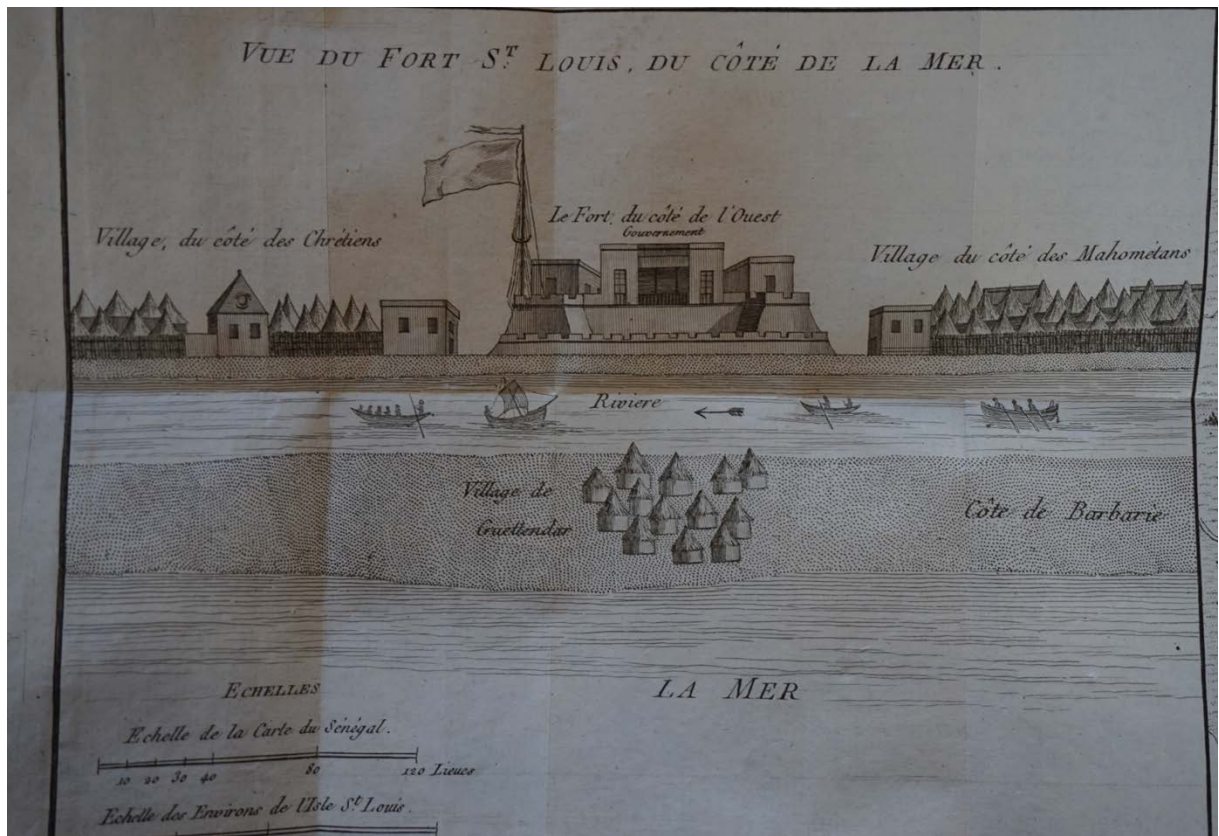 VUE DU FORT ST. LOUIS, DU CÔTÉ DE LA MER.
Le Fort, du côté de l'Ouest
Gouvernement
Village, du côté des Chrétiens
Village du côté des Mahométans
Riviere
Village de
Guettendar
Côte de Barbarie
LA MER
ECHELLES
Echelle de la Carte du Sénégal.
10 20 30 40 80 120 Lieues
Echelle des Environs de l'Isle St. Louis.